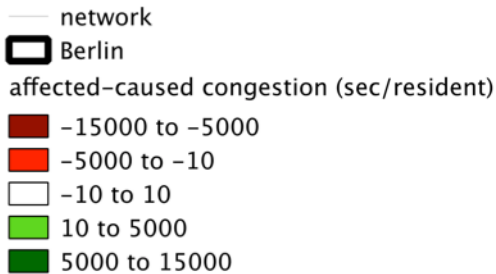 network
Berlin
affected-caused congestion (sec/resident)
-15000 to -5000
-5000 to -10
-10 to 10
10 to 5000
5000 to 15000